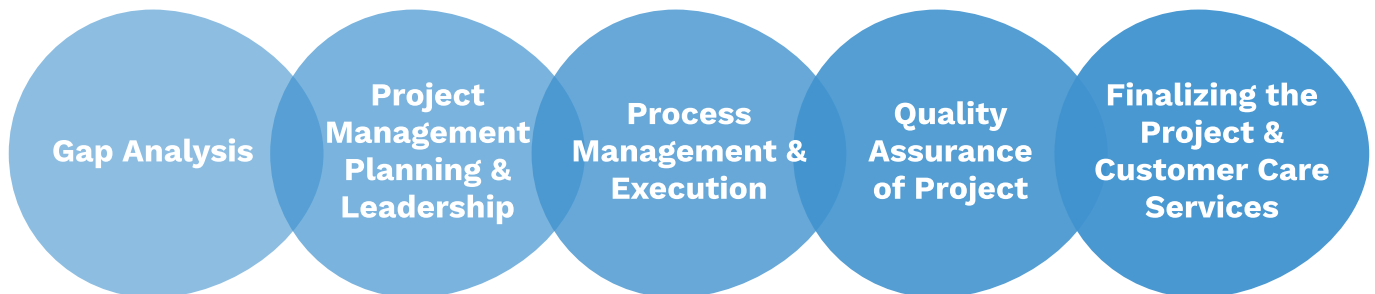 Gap Analysis
Project
Management
Planning &
Leadership
Process
Management &
Execution
Quality
Assurance
of Project
Finalizing the
Project &
Customer Care
Services